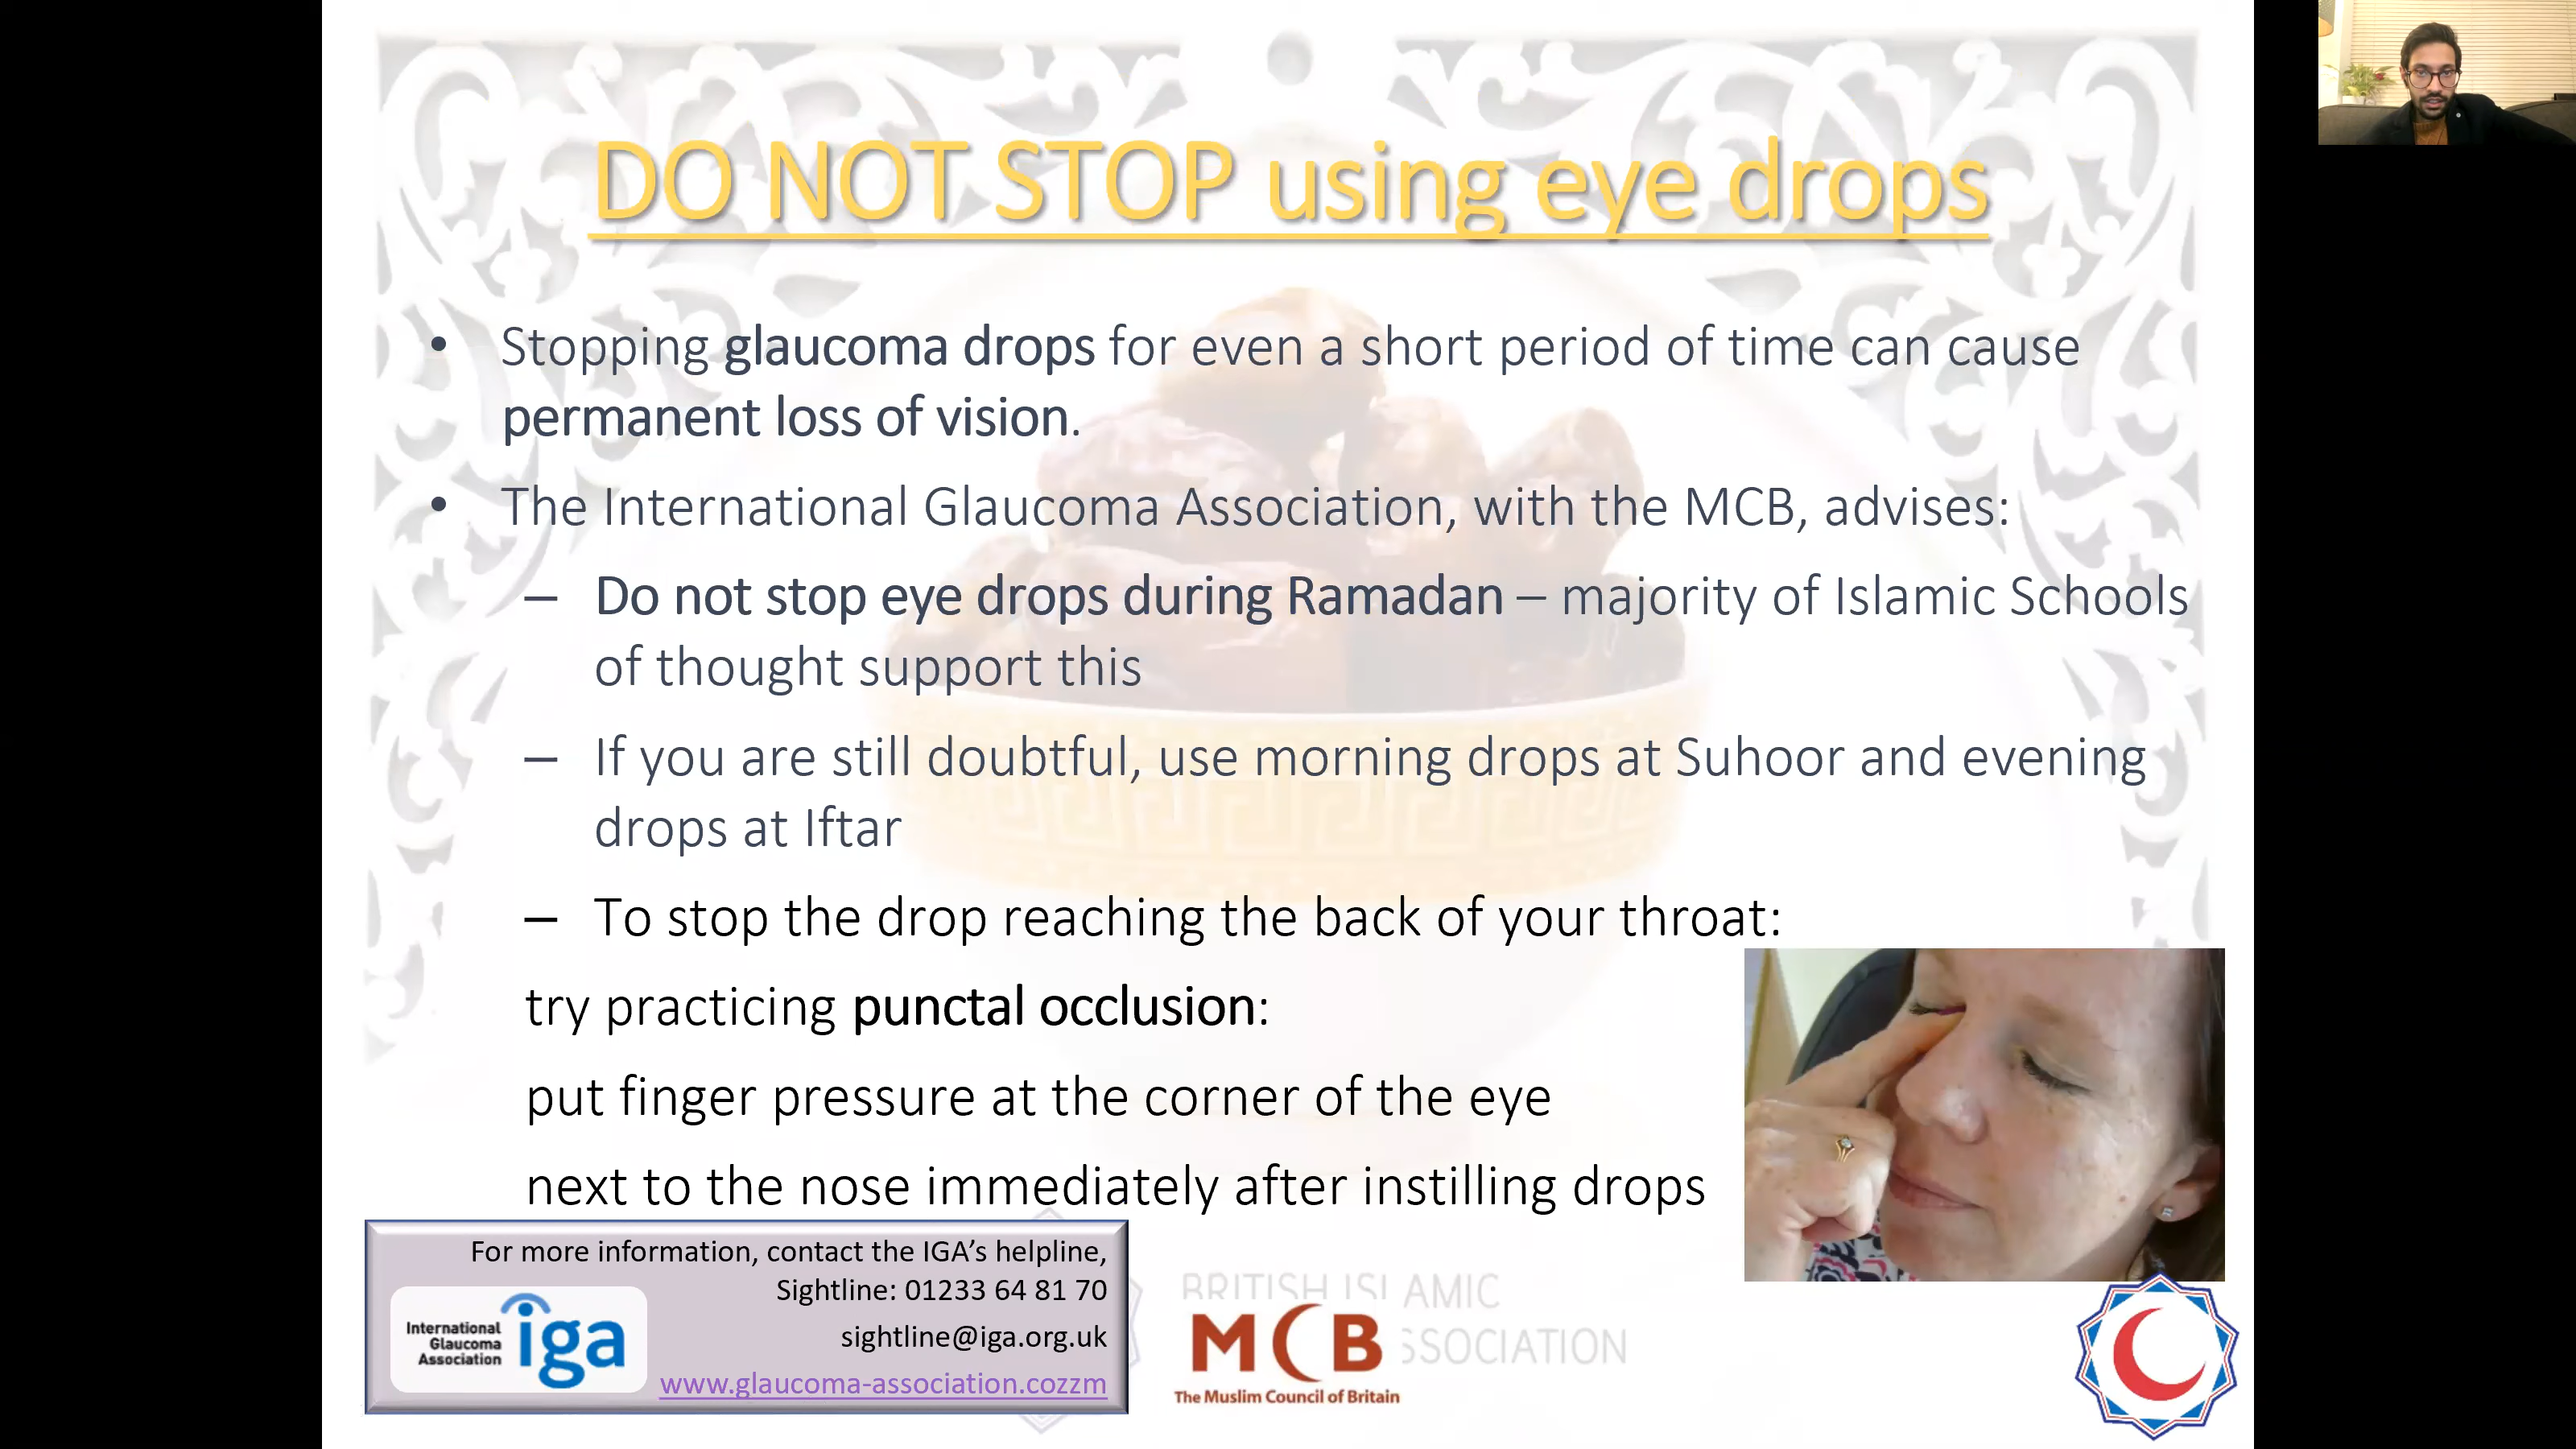 DO NOT STOP using eye drops
• Stopping glaucoma drops for even a short period of time can cause
permanent loss of vision.
• The International Glaucoma Association, with the MCB, advises:
– Do not stop eye drops during Ramadan – majority of Islamic Schools
of thought support this
– If you are still doubtful, use morning drops at Suhoor and evening
drops at Iftar
– To stop the drop reaching the back of your throat:
try practicing punctal occlusion:
put finger pressure at the corner of the eye
next to the nose immediately after instilling drops
For more information, contact the IGA's helpline,
Sightline: 01233 64 81 70
sightline@iga.org.uk
www.glaucoma-association.cozzm
International
Glaucoma
Association
iga
BRITISH ISLAMIC
MCB
The Muslim Council of Britain